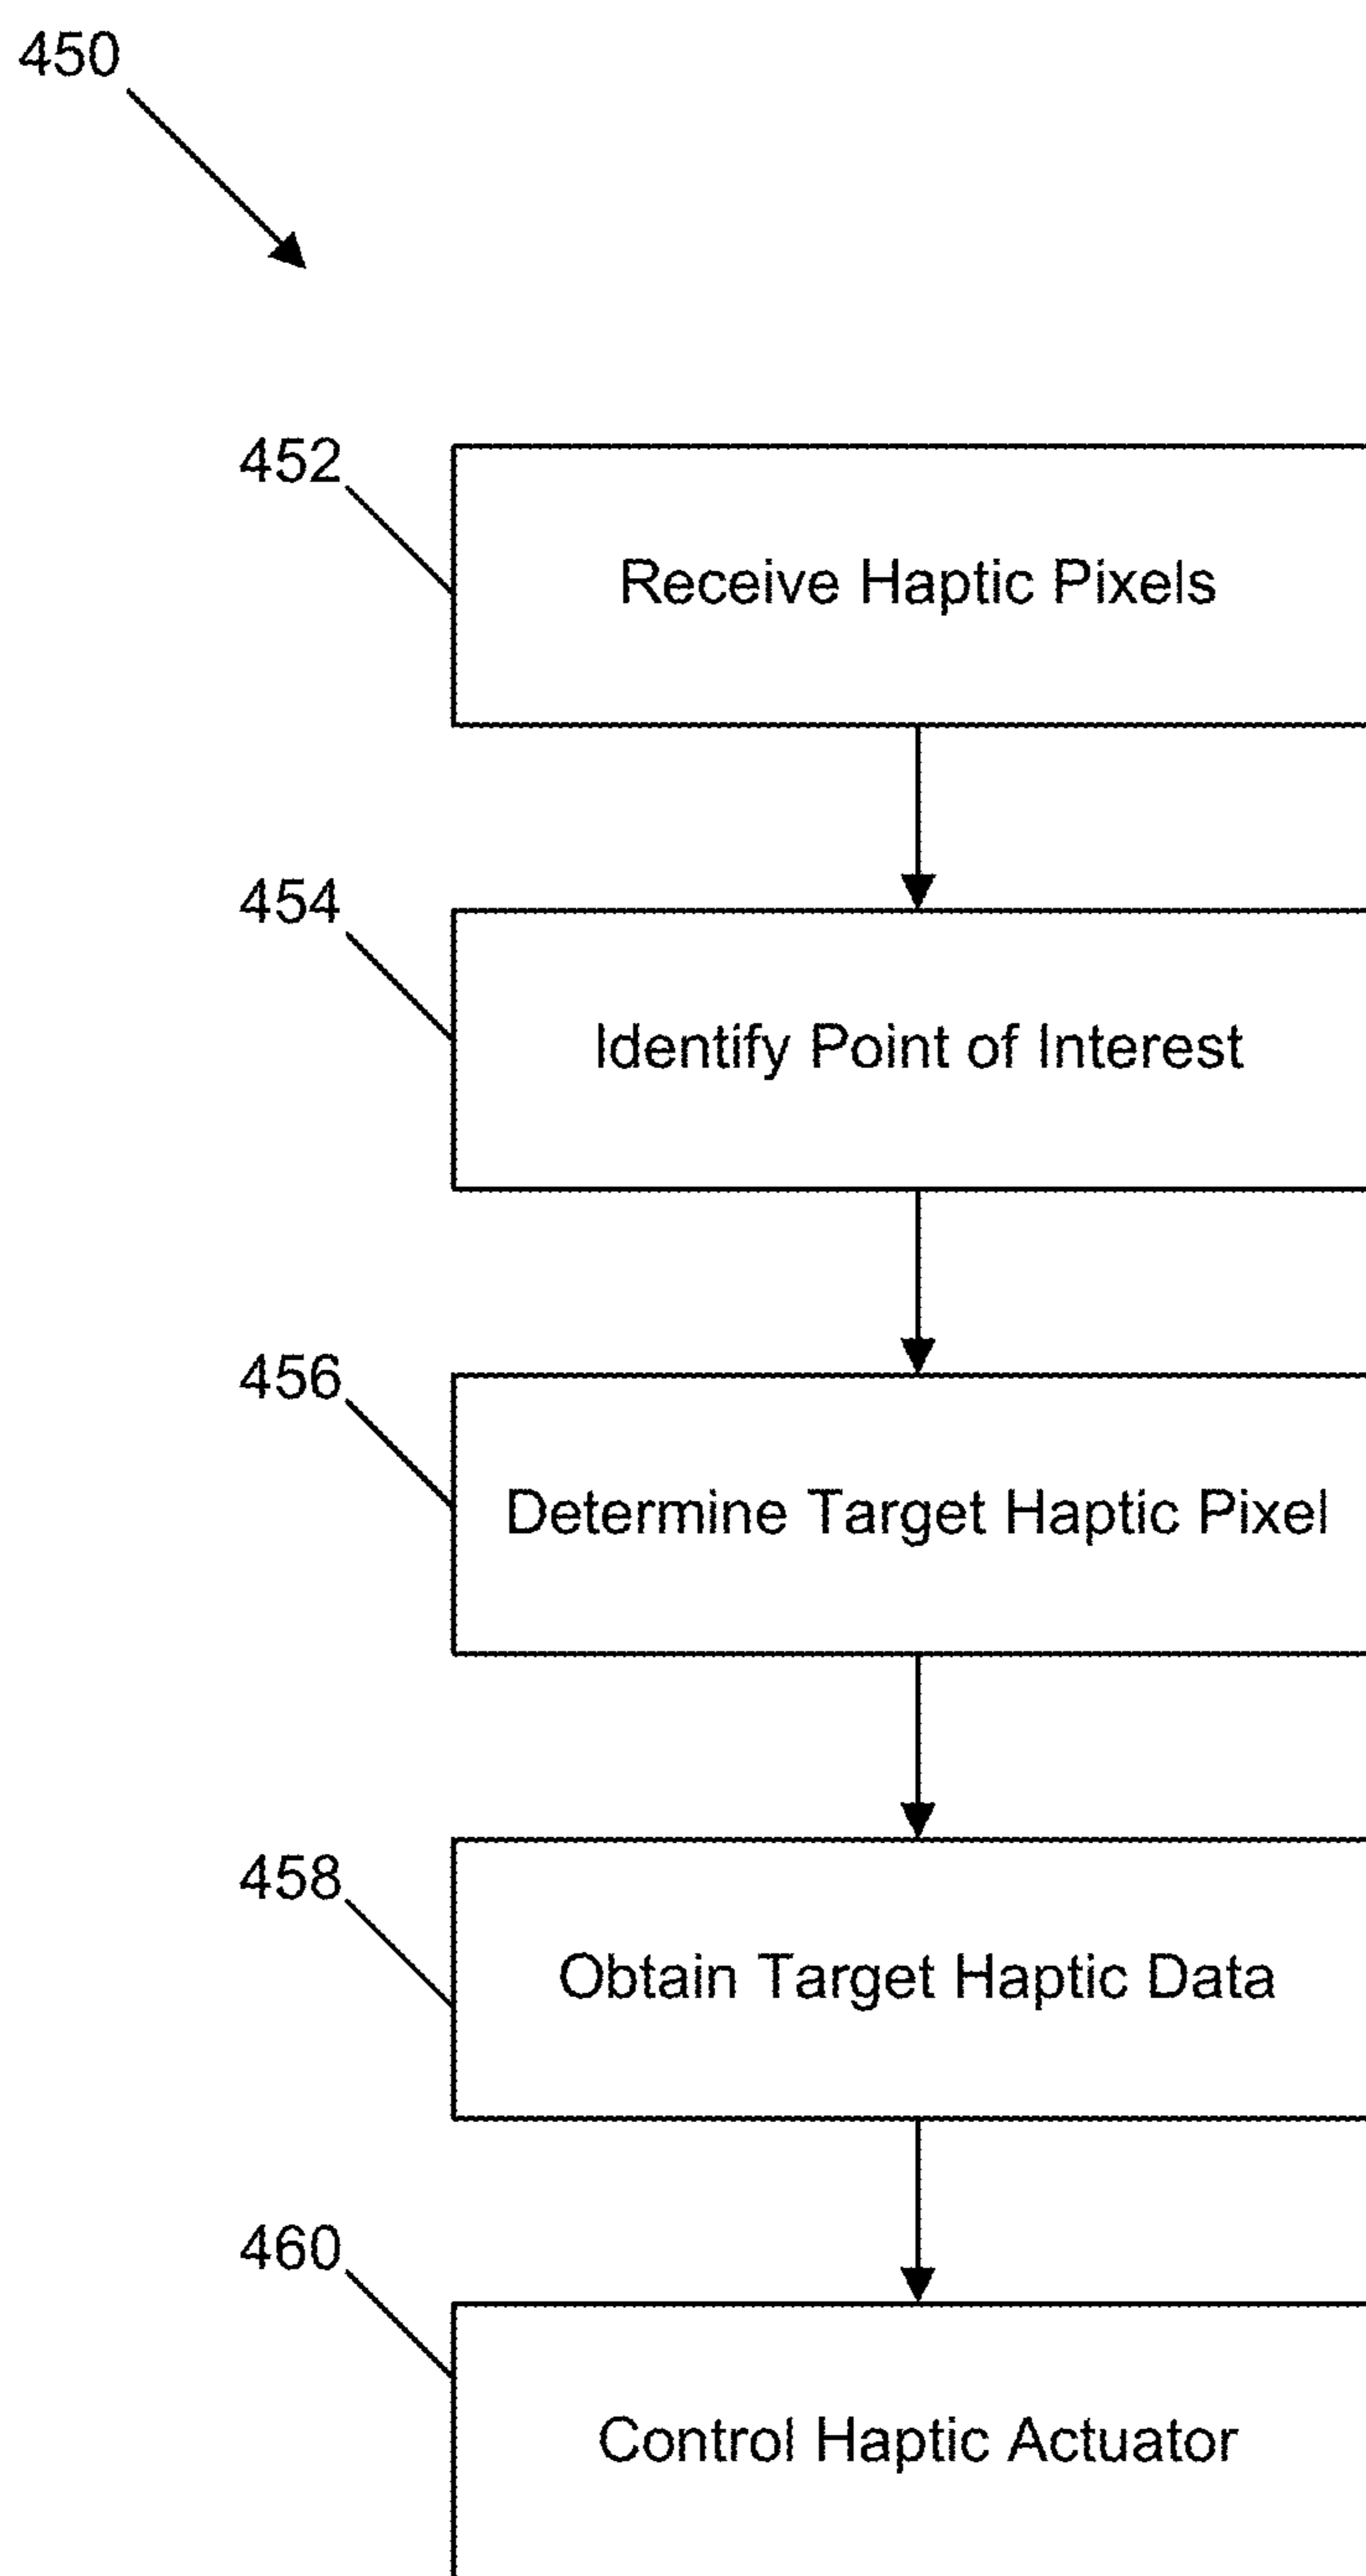 450
452
Receive Haptic Pixels
454
Identify Point of Interest
456
Determine Target Haptic Pixel
458
Obtain Target Haptic Data
460
Control Haptic Actuator